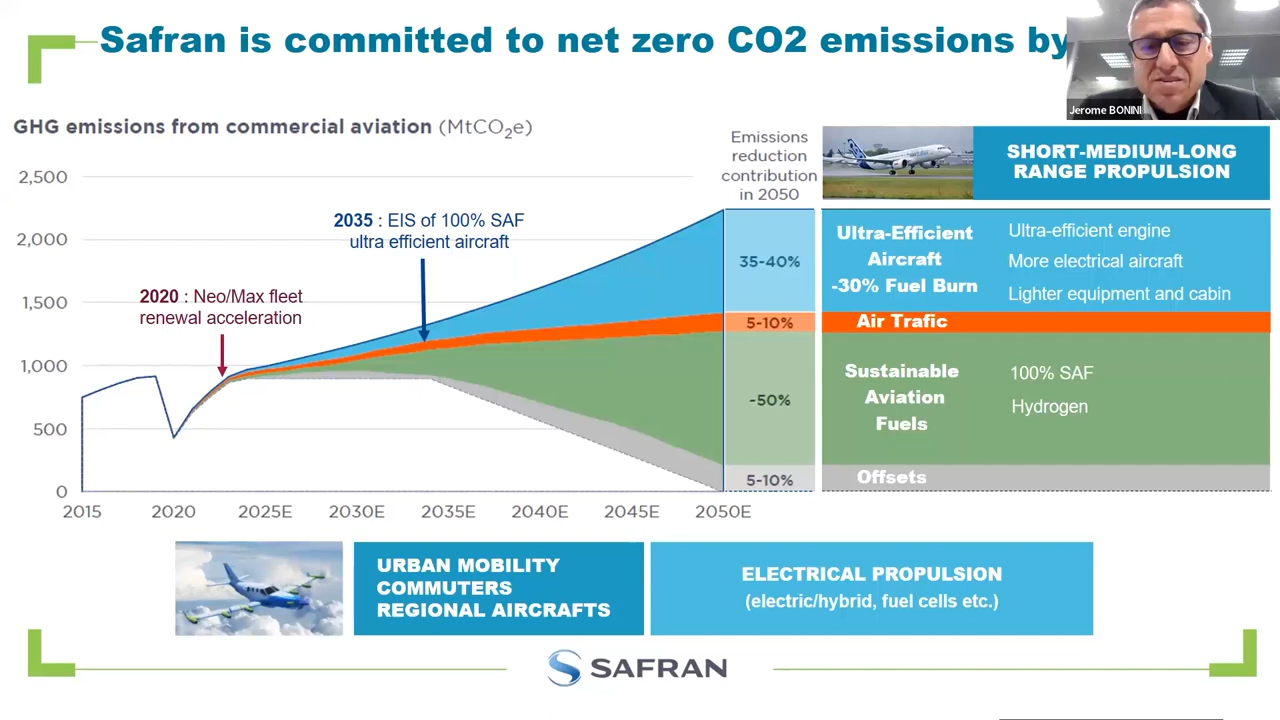 Safran is committed to net zero CO2 emissions by
Jerome BONINI
GHG emissions from commercial aviation (MtCO2e)
Emissions
reduction
contribution
in 2050
SHORT-MEDIUM-LONG
RANGE PROPULSION
2,500
2,000
1,500
1,000
500
0
2035 : EIS of 100% SAF
ultra efficient aircraft
2020 : Neo/Max fleet
renewal acceleration
35-40%
5-10%
-50%
5-10%
Ultra-Efficient
Aircraft
-30% Fuel Burn
Ultra-efficient engine
More electrical aircraft
Lighter equipment and cabin
Air Trafic
Sustainable
Aviation
Fuels
100% SAF
Hydrogen
Offsets
2015
2020
2025E
2030E
2035E
2040E
2045E
2050E
URBAN MOBILITY
COMMUTERS
REGIONAL AIRCRAFTS
ELECTRICAL PROPULSION
(electric/hybrid, fuel cells etc.)
SAFRAN